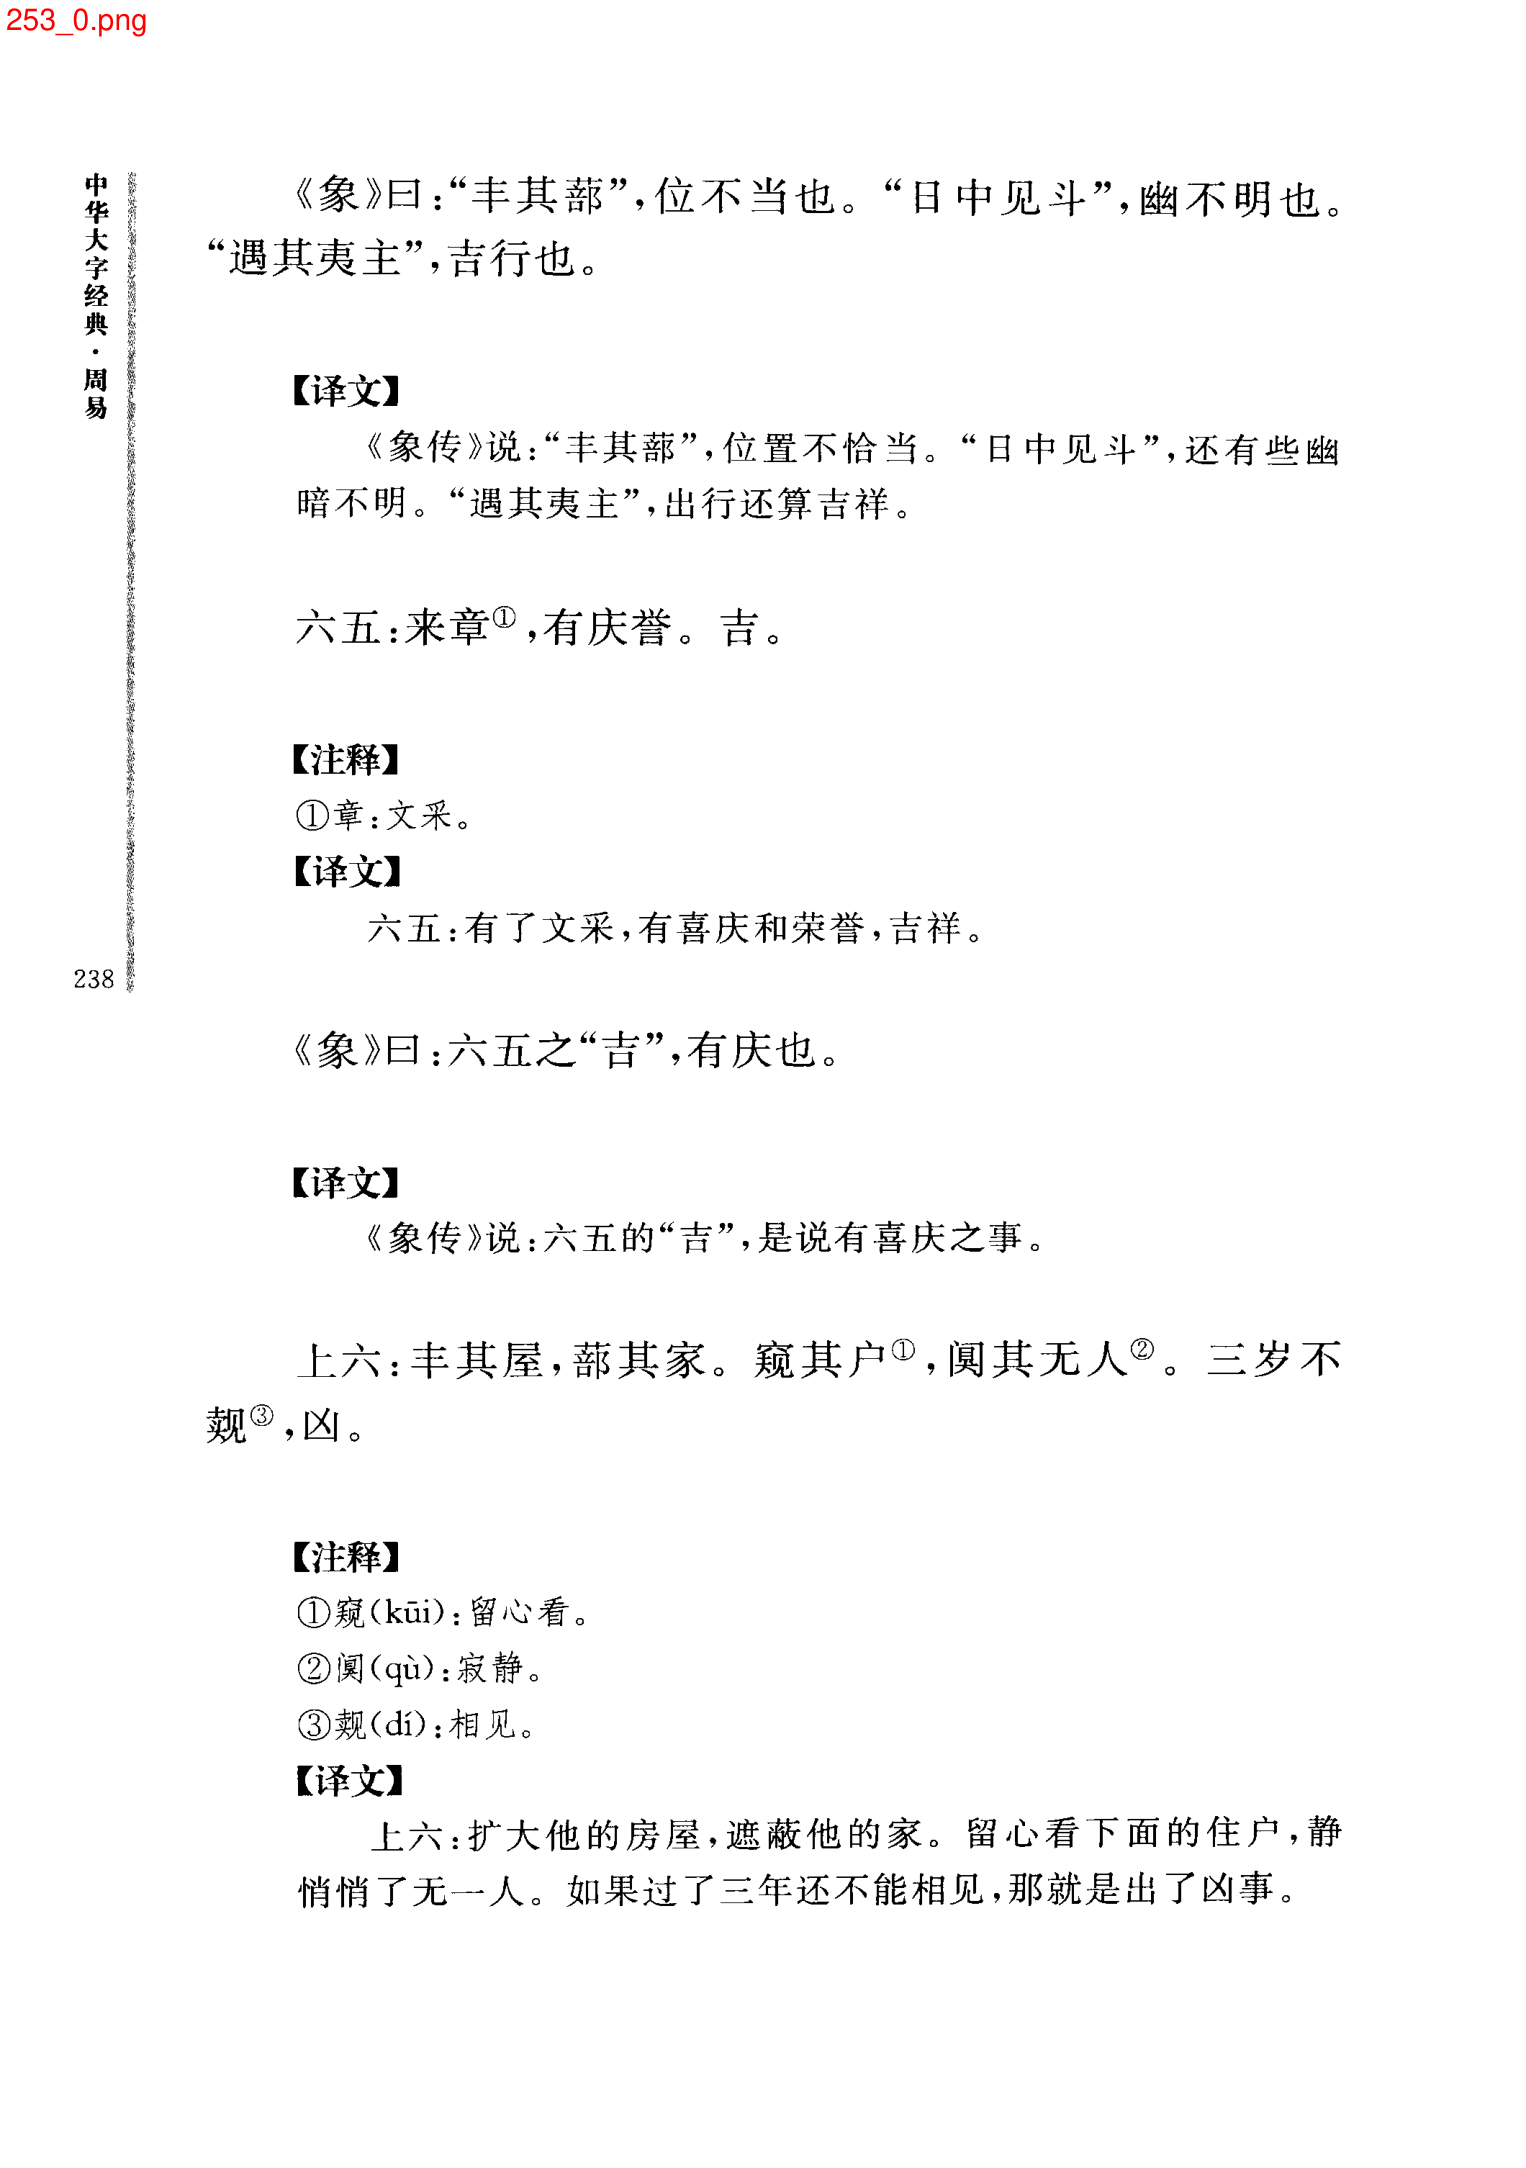 253_0.png
中华大字经典·周易
238
《象》曰:“丰其蔀”,位不当也。“日中见斗”,幽不明也。
“遇其夷主”,吉行也。
【译文】
《象传》说:“丰其蔀”,位置不恰当。“日中见斗”,还有些幽
暗不明。“遇其夷主”,出行还算吉祥。
六五:来章①,有庆誉。吉。
【注释】
①章:文采。
【译文】
六五:有了文采,有喜庆和荣誉,吉祥。
《象》曰:六五之“吉”,有庆也。
【译文】
《象传》说:六五的“吉”,是说有喜庆之事。
上六:丰其屋,蔀其家。窥其户①,阒其无人②。三岁不
觌③,凶。
【注释】
①窥(kūi):留心看。
②阒(qù):寂静。
③觌(dí):相见。
【译文】
上六:扩大他的房屋,遮蔽他的家。留心看下面的住户,静
悄悄了无一人。如果过了三年还不能相见,那就是出了凶事。